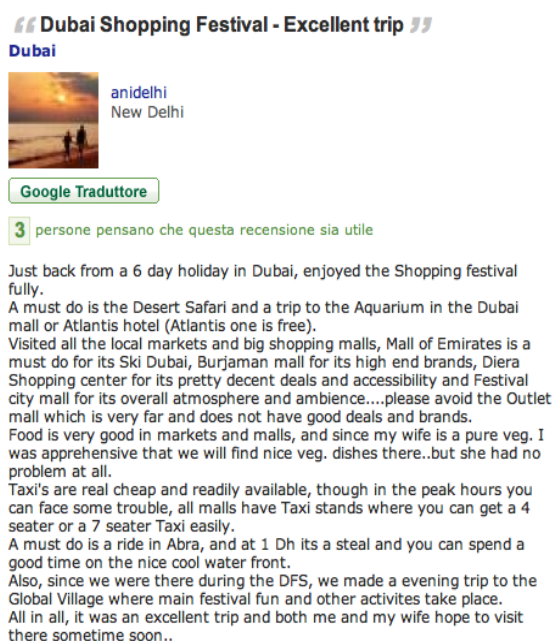 “ Dubai Shopping Festival - Excellent trip ”
Dubai
anidelhi
New Delhi
Google Traduttore
3 persone pensano che questa recensione sia utile
Just back from a 6 day holiday in Dubai, enjoyed the Shopping festival
fully.
A must do is the Desert Safari and a trip to the Aquarium in the Dubai
mall or Atlantis hotel (Atlantis one is free).
Visited all the local markets and big shopping malls, Mall of Emirates is a
must do for its Ski Dubai, Burjaman mall for its high end brands, Diera
Shopping center for its pretty decent deals and accessibility and Festival
city mall for its overall atmosphere and ambience....please avoid the Outlet
mall which is very far and does not have good deals and brands.
Food is very good in markets and malls, and since my wife is a pure veg. I
was apprehensive that we will find nice veg. dishes there..but she had no
problem at all.
Taxi's are real cheap and readily available, though in the peak hours you
can face some trouble, all malls have Taxi stands where you can get a 4
seater or a 7 seater Taxi easily.
A must do is a ride in Abra, and at 1 Dh its a steal and you can spend a
good time on the nice cool water front.
Also, since we were there during the DFS, we made a evening trip to the
Global Village where main festival fun and other activites take place.
All in all, it was an excellent trip and both me and my wife hope to visit
there sometime soon..